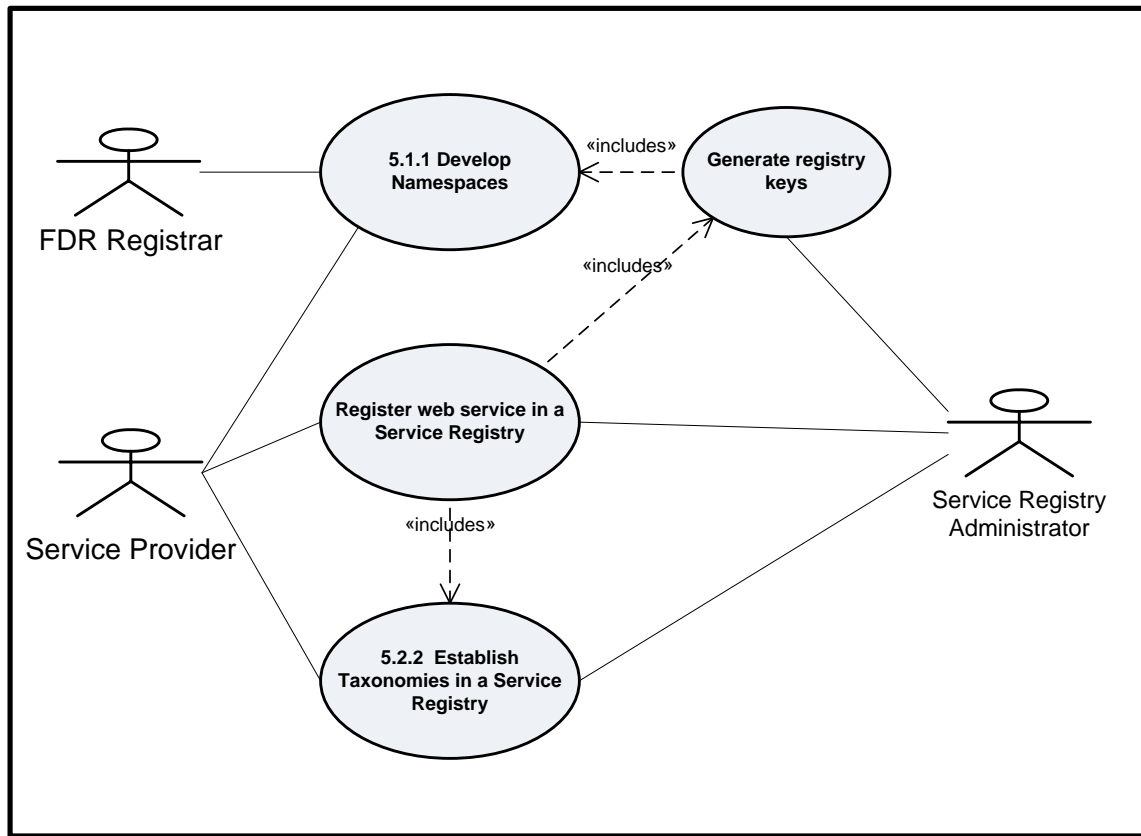 5.1.1 Develop
Namespaces
«includes»
Generate registry
keys
FDR Registrar
«includes»
Register web service in a
Service Registry
Service Provider
Service Registry
Administrator
«includes»
5.2.2  Establish
Taxonomies in a Service
Registry